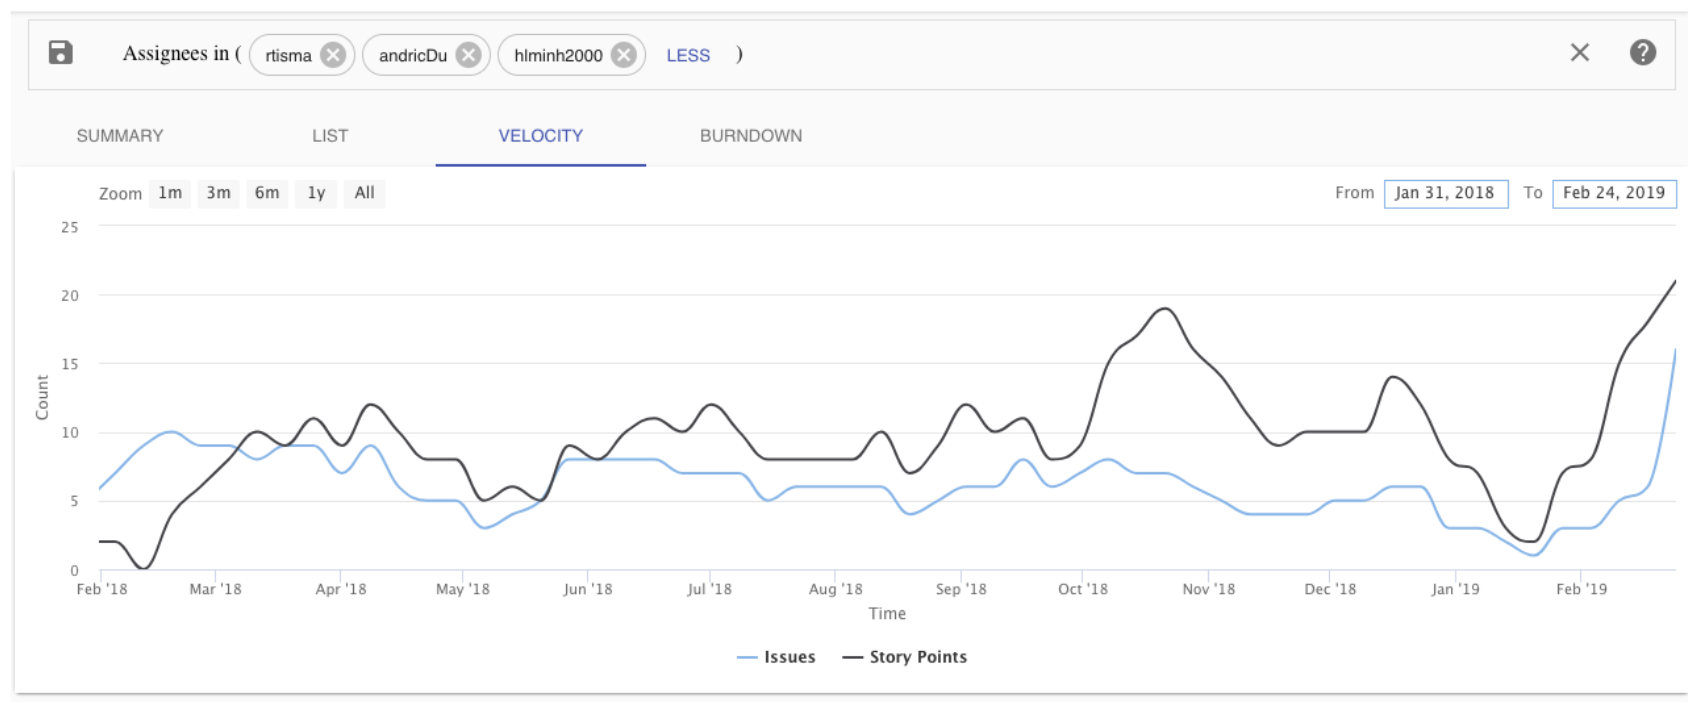 Assignees in ( rtisma andricDu hlminh2000 LESS )
SUMMARY LIST VELOCITY BURNDOWN
Zoom 1m 3m 6m 1y All From Jan 31, 2018 To Feb 24, 2019
25
20
15
10
5
0
Count
Feb '18 Mar '18 Apr '18 May '18 Jun '18 Jul '18 Aug '18 Sep '18 Oct '18 Nov '18 Dec '18 Jan '19 Feb '19
Time
Issues Story Points